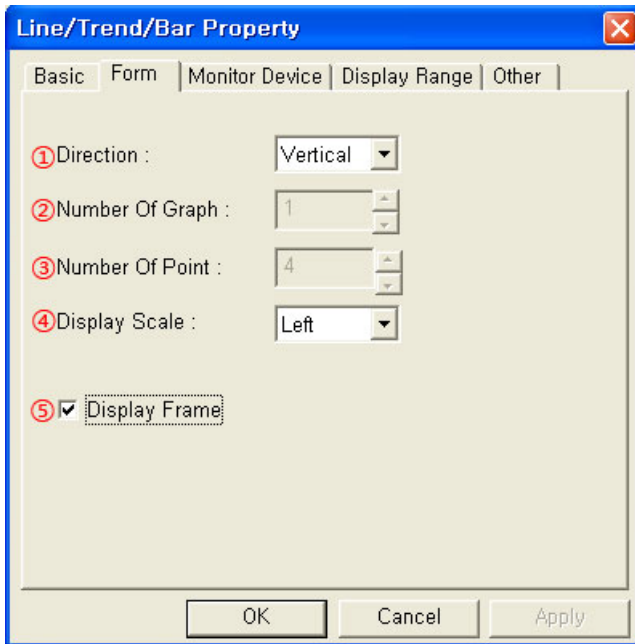 Line/Trend/Bar Property
Basic Form Monitor Device Display Range Other
①Direction : Vertical
②Number Of Graph : 1
③Number Of Point : 4
④Display Scale : Left
⑤ Display Frame
OK Cancel Apply